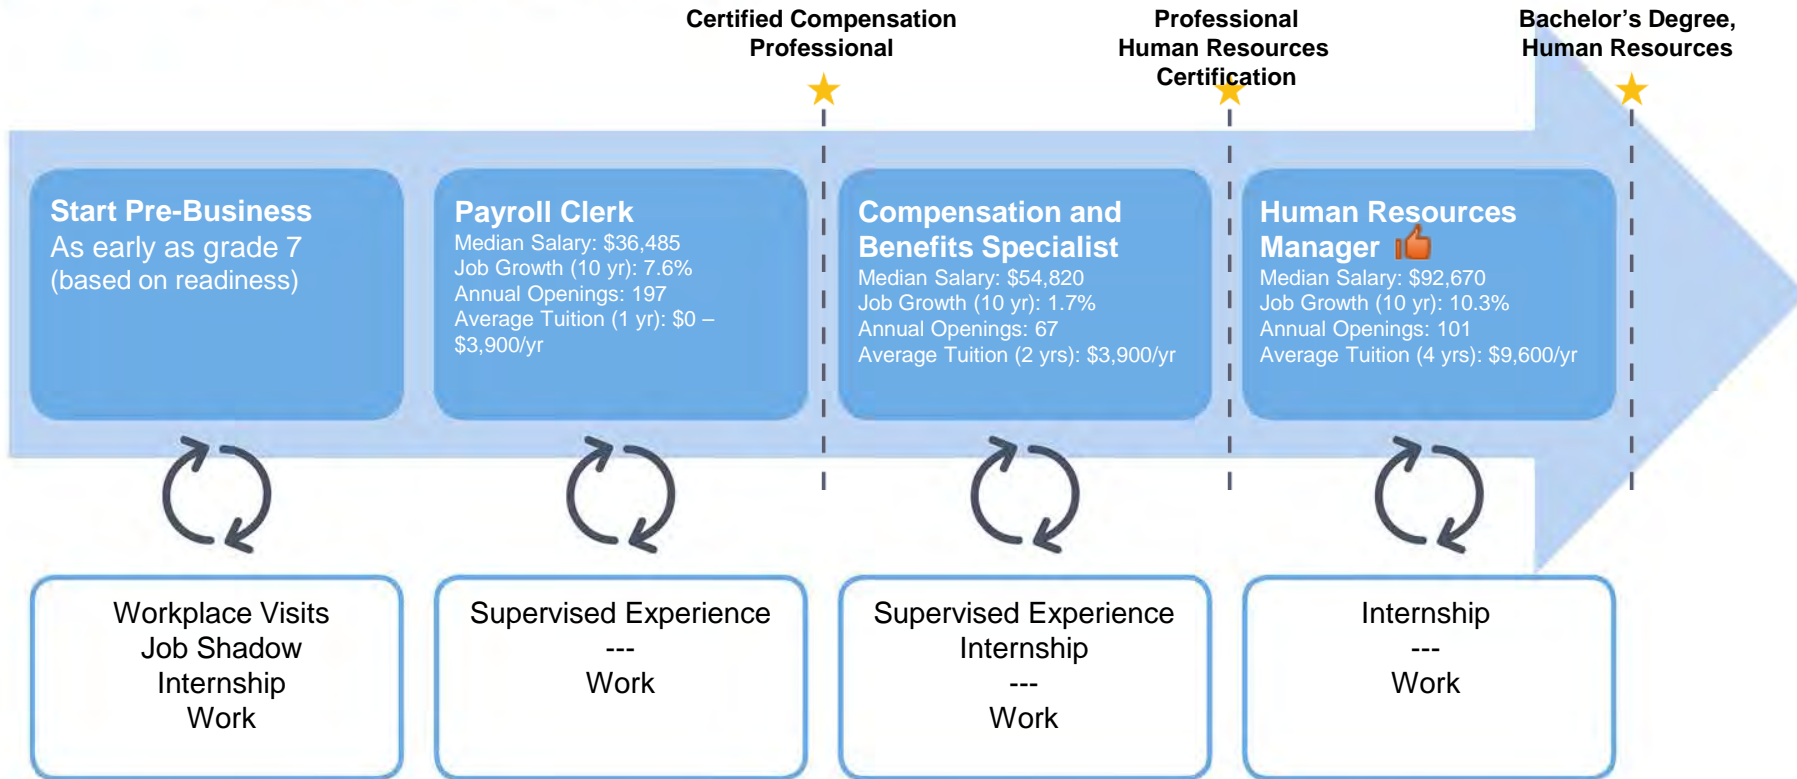 Certified Compensation
Professional
Professional
Human Resources
Certification
Bachelor’s Degree,
Human Resources
Start Pre-Business
As early as grade 7
(based on readiness)
Payroll Clerk
Median Salary: $36,485
Job Growth (10 yr): 7.6%
Annual Openings: 197
Average Tuition (1 yr): $0 –
$3,900/yr
Compensation and
Benefits Specialist
Median Salary: $54,820
Job Growth (10 yr): 1.7%
Annual Openings: 67
Average Tuition (2 yrs): $3,900/yr
Human Resources
Manager
Median Salary: $92,670
Job Growth (10 yr): 10.3%
Annual Openings: 101
Average Tuition (4 yrs): $9,600/yr
Workplace Visits
Job Shadow
Internship
Work
Supervised Experience
---
Work
Supervised Experience
Internship
---
Work
Internship
---
Work